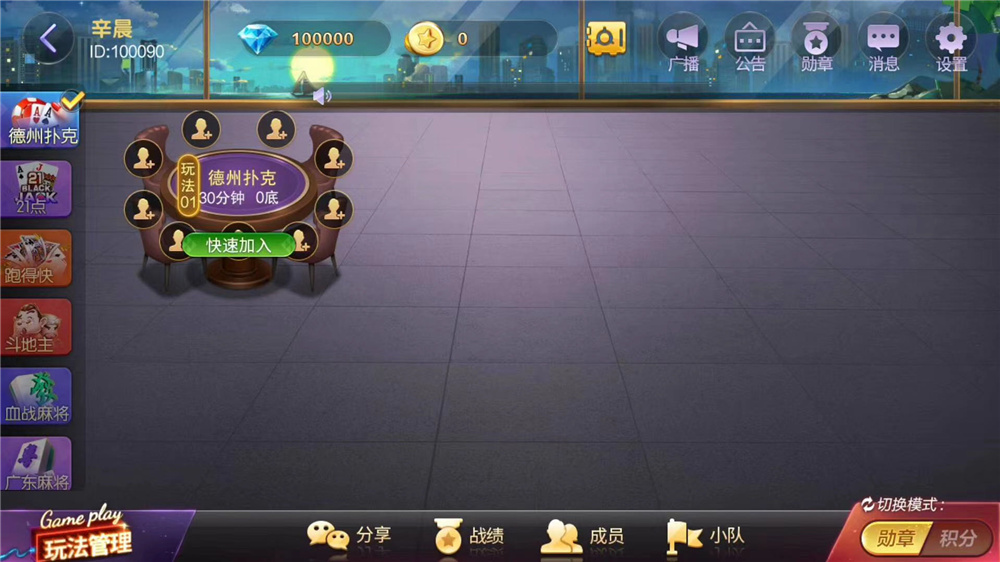 辛晨
ID:100090
100000
0
广播
公告
勋章
消息
设置
德州扑克
21
BLACK
JACK
21点
跑得快
斗地主
血战麻将
广东麻将
玩法01
德州扑克
30分钟 0底
快速加入
Game play
玩法管理
分享
战绩
成员
小队
切换模式：
勋章
积分